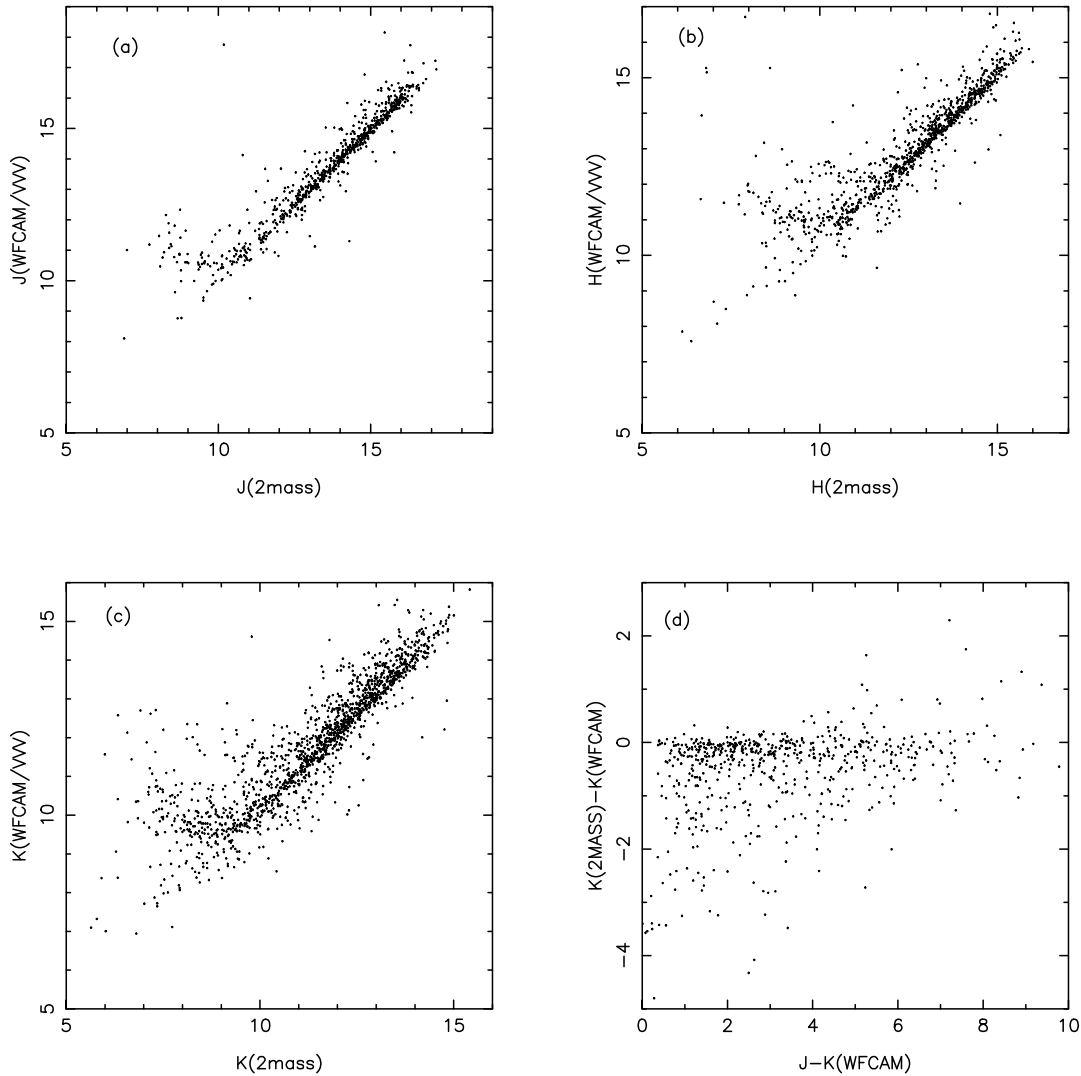 (a)
J(WFCAM/VVV)
15
10
5
5
10
15
J(2mass)
(b)
H(WFCAM/VVV)
15
10
5
5
10
15
H(2mass)
(c)
K(WFCAM/VVV)
15
10
5
5
10
15
K(2mass)
(d)
K(2MASS)−K(WFCAM)
2
0
−2
−4
0
2
4
6
8
10
J−K(WFCAM)